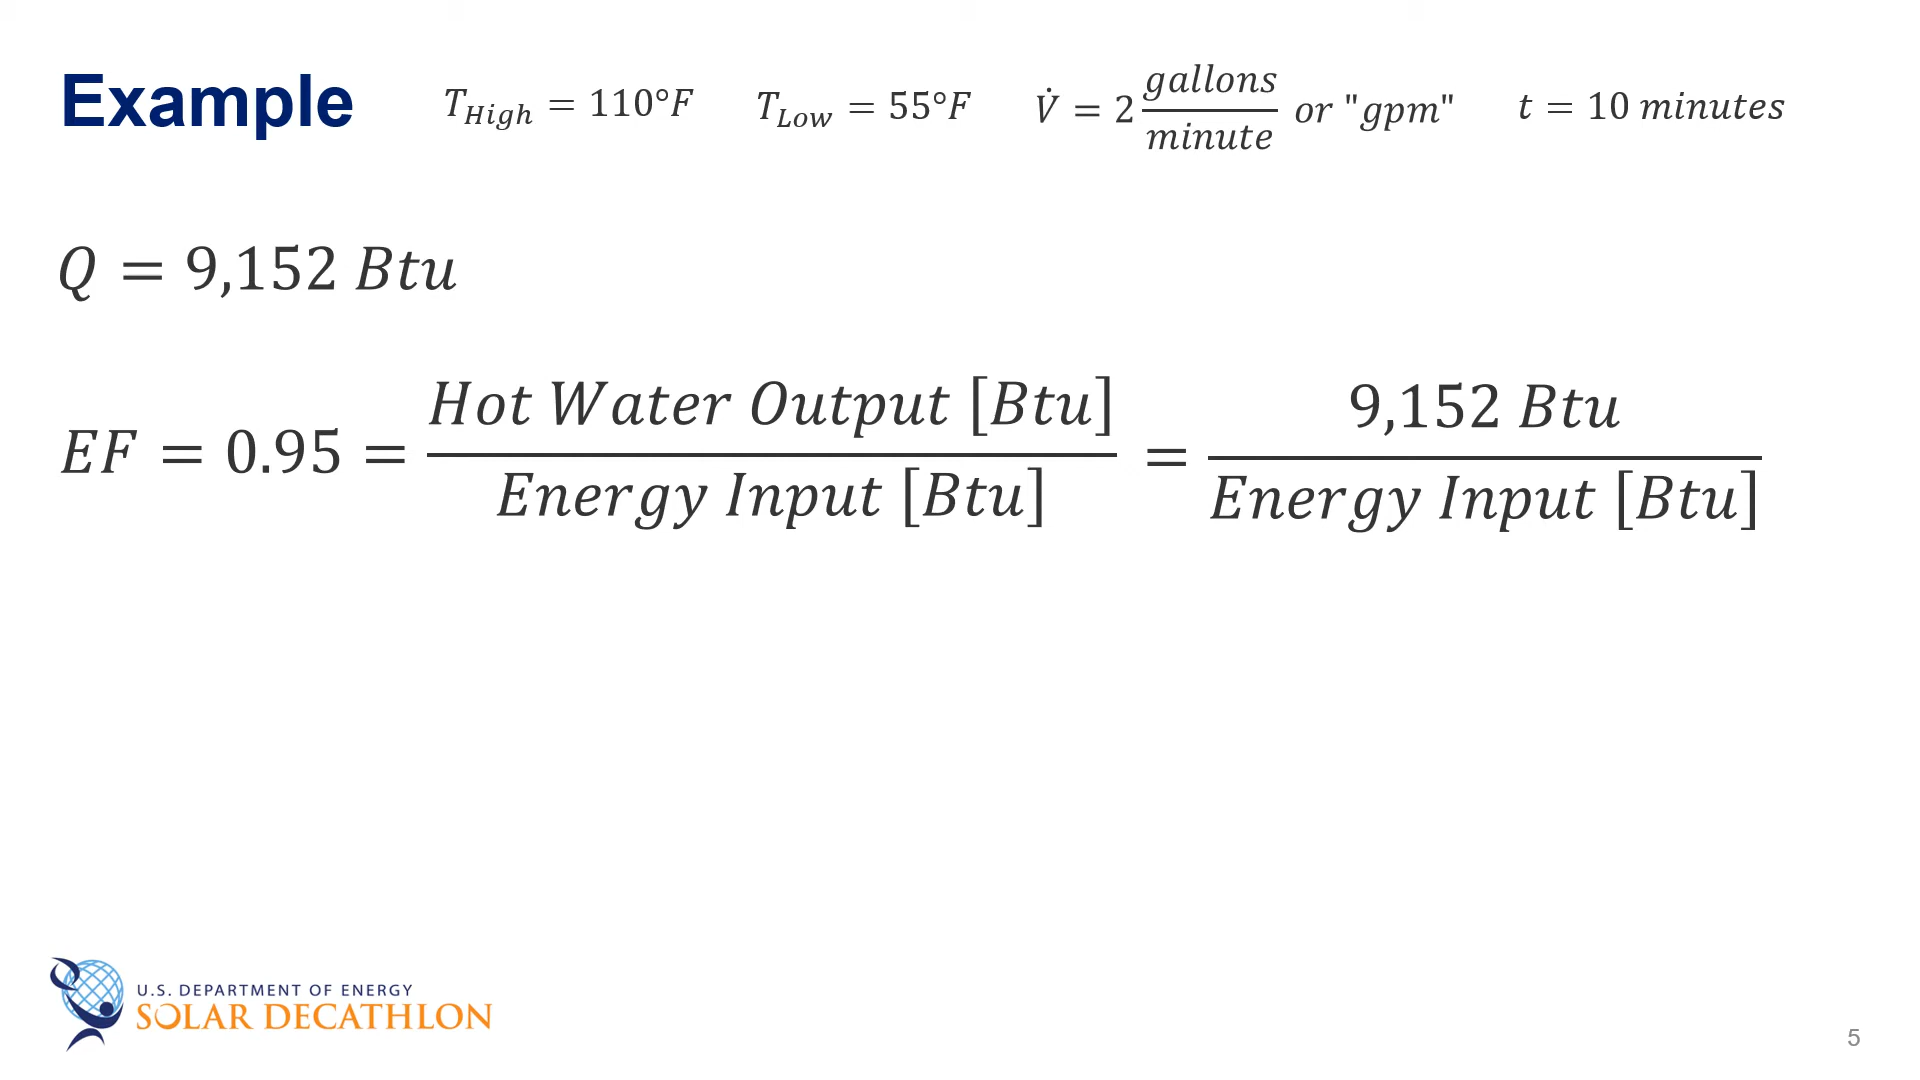 Example
T_High = 110°F
T_Low = 55°F
V̇ = 2 gallons/minute or "gpm"
t = 10 minutes
Q = 9,152 Btu
EF = 0.95 = Hot Water Output [Btu]/Energy Input [Btu] = 9,152 Btu/Energy Input [Btu]
U.S. DEPARTMENT OF ENERGY
SOLAR DECATHLON
5